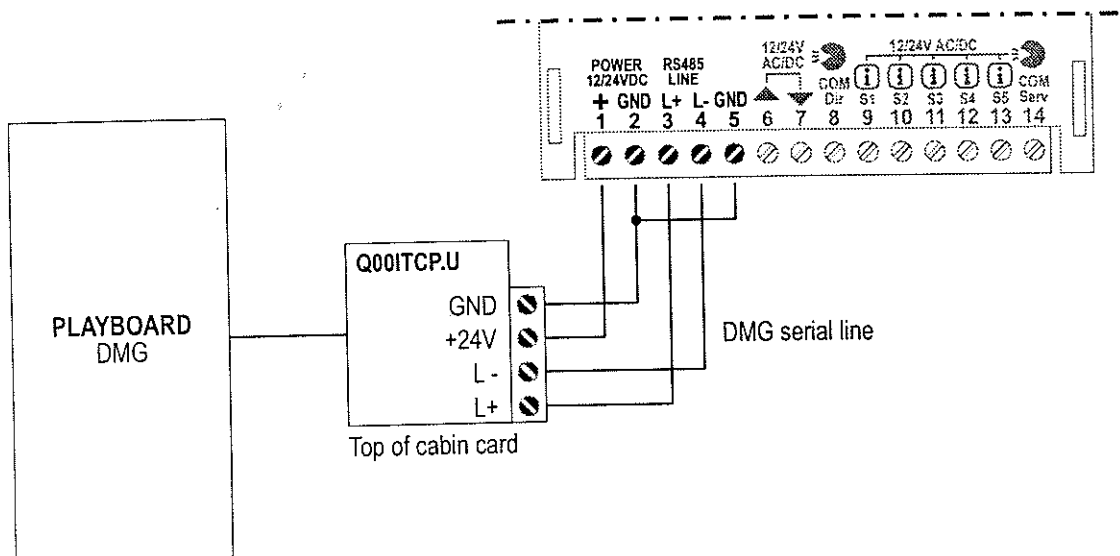 12/24V
AC/DC
12/24V AC/DC
POWER
12/24VDC
RS485
LINE
COM
Dir
COM
Serv
+ GND L+ L- GND
S1 S2 S3 S4 S5
1 2 3 4 5 6 7 8 9 10 11 12 13 14
Q00ITCP.U
GND
+24V
L -
L+
Top of cabin card
PLAYBOARD
DMG
DMG serial line